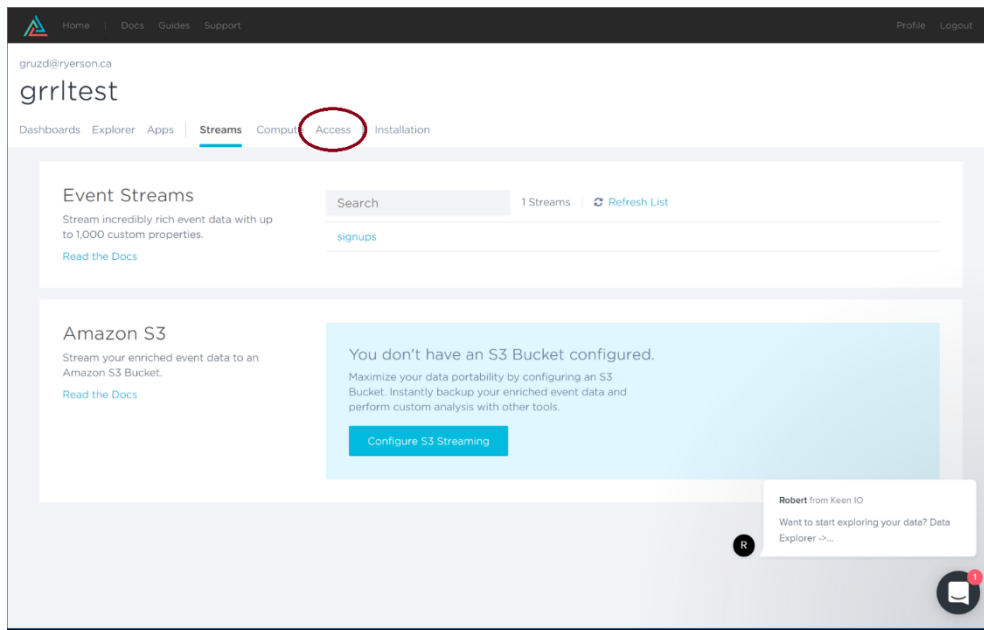 Home | Docs Guides Support Profile Logout
gruzd@ryerson.ca
grrltest
Dashboards Explorer Apps Streams Compute Access Installation
Event Streams
Stream incredibly rich event data with up
to 1,000 custom properties.
Read the Docs
Search
1 Streams
Refresh List
signups
Amazon S3
Stream your enriched event data to an
Amazon S3 Bucket.
Read the Docs
You don't have an S3 Bucket configured.
Maximize your data portability by configuring an S3
Bucket. Instantly backup your enriched event data and
perform custom analysis with other tools.
Configure S3 Streaming
Robert from Keen IO
Want to start exploring your data? Data
Explorer ->...
R
1